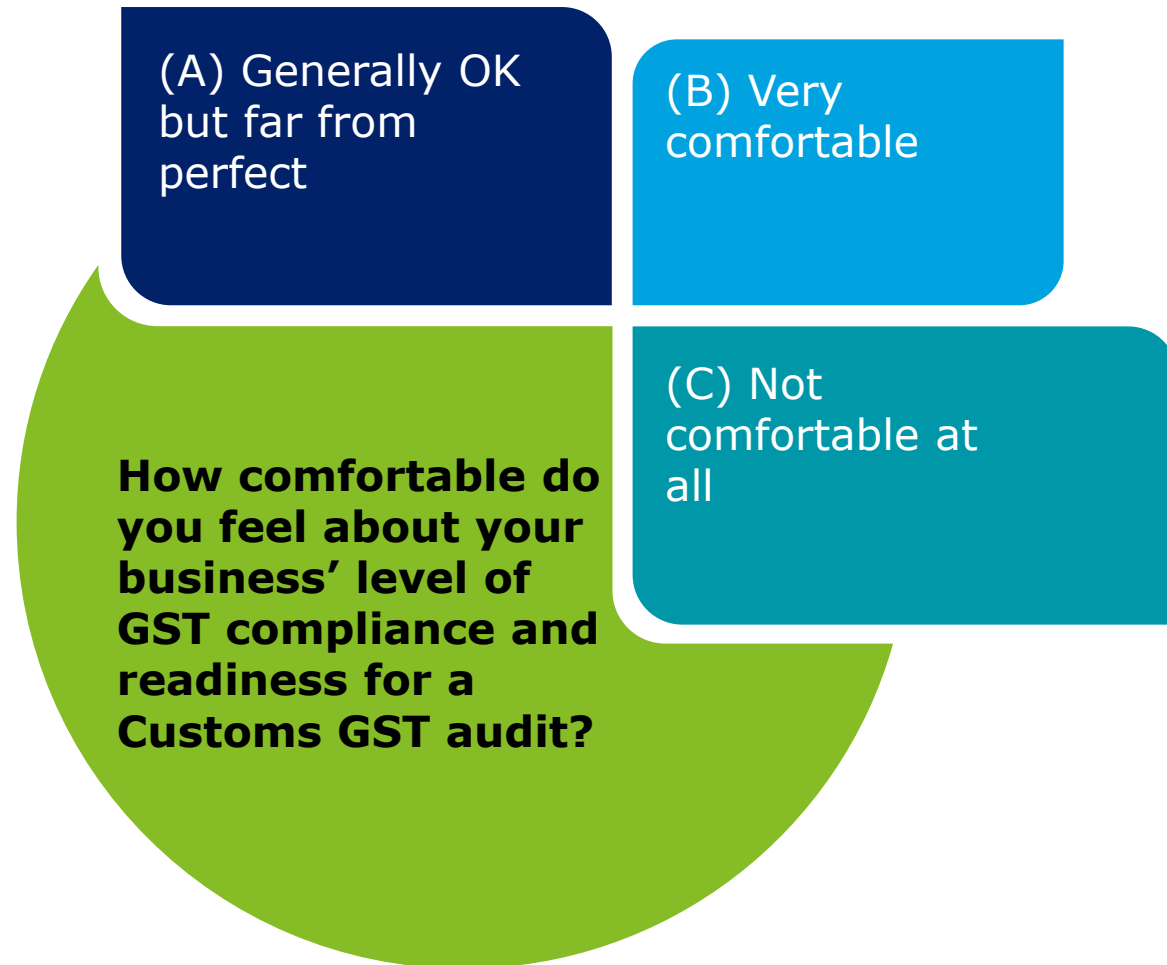 (A) Generally OK
but far from
perfect
(B) Very
comfortable
(C) Not
comfortable at
all
How comfortable do
you feel about your
business’ level of
GST compliance and
readiness for a
Customs GST audit?